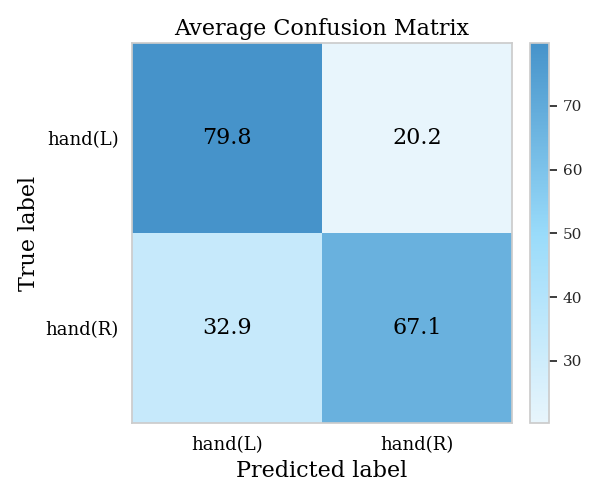 Average Confusion Matrix
True label
hand(L)
79.8
20.2
hand(R)
32.9
67.1
hand(L)
hand(R)
Predicted label
70
60
50
40
30